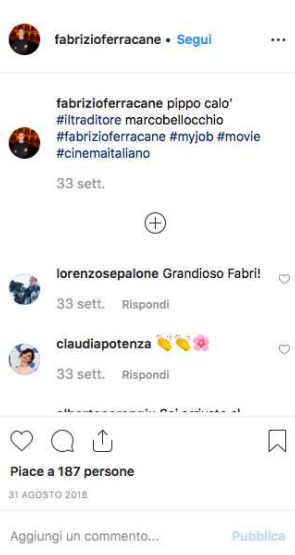 fabrizioferracane • Segui
fabrizioferracane pippo calo'
#iltraditore marcobellocchio
#fabrizioferracane #myjob #movie
#cinemaitaliano
33 sett.
lorenzosepalone Grandioso Fabri!
33 sett. Rispondi
claudiapotenza 👏👏🌸
33 sett. Rispondi
Piace a 187 persone
31 AGOSTO 2018
Aggiungi un commento... Pubblica